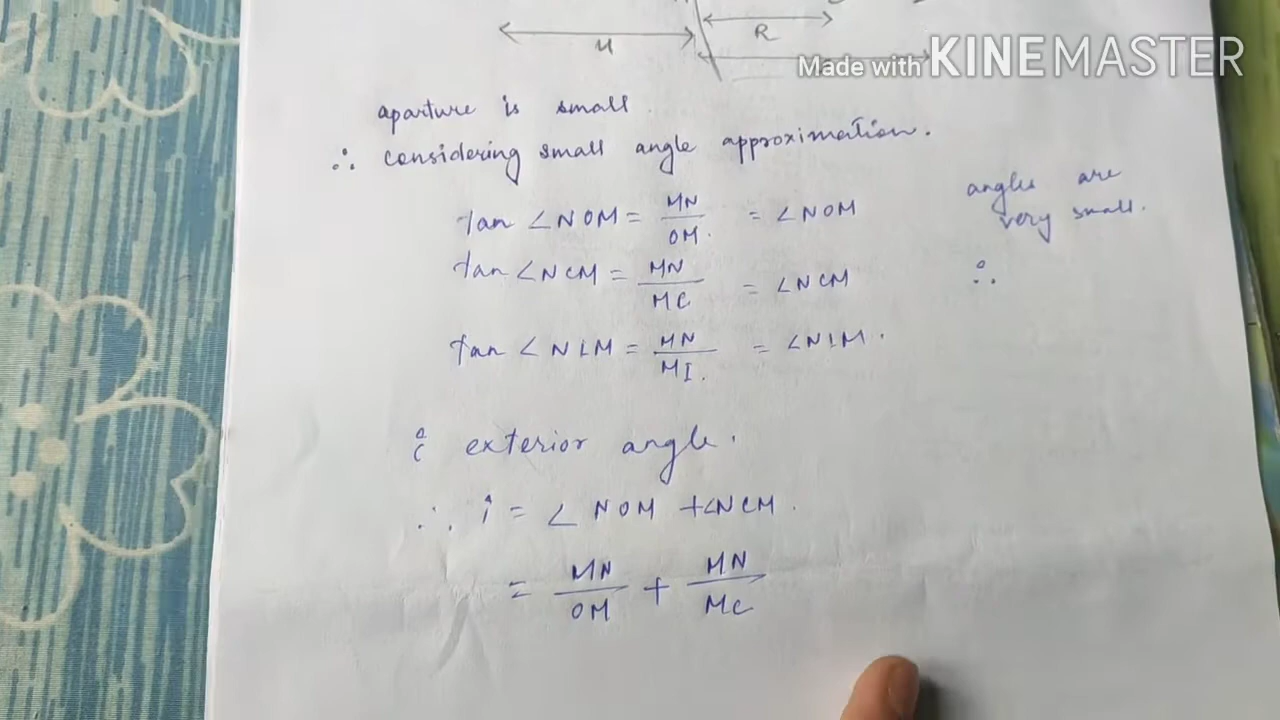 u
R
Made with KINEMASTER
aparture is small.
∴ considering small angle approximation.
tan ∠NOM = MN/OM. = ∠NOM
angles are
very small.
tan ∠NCM = MN/MC = ∠NCM
∴
tan ∠NIM = MN/MI. = ∠NIM.
exterior angle.
∴ i = ∠NOM + ∠NCM.
= MN/OM + MN/MC